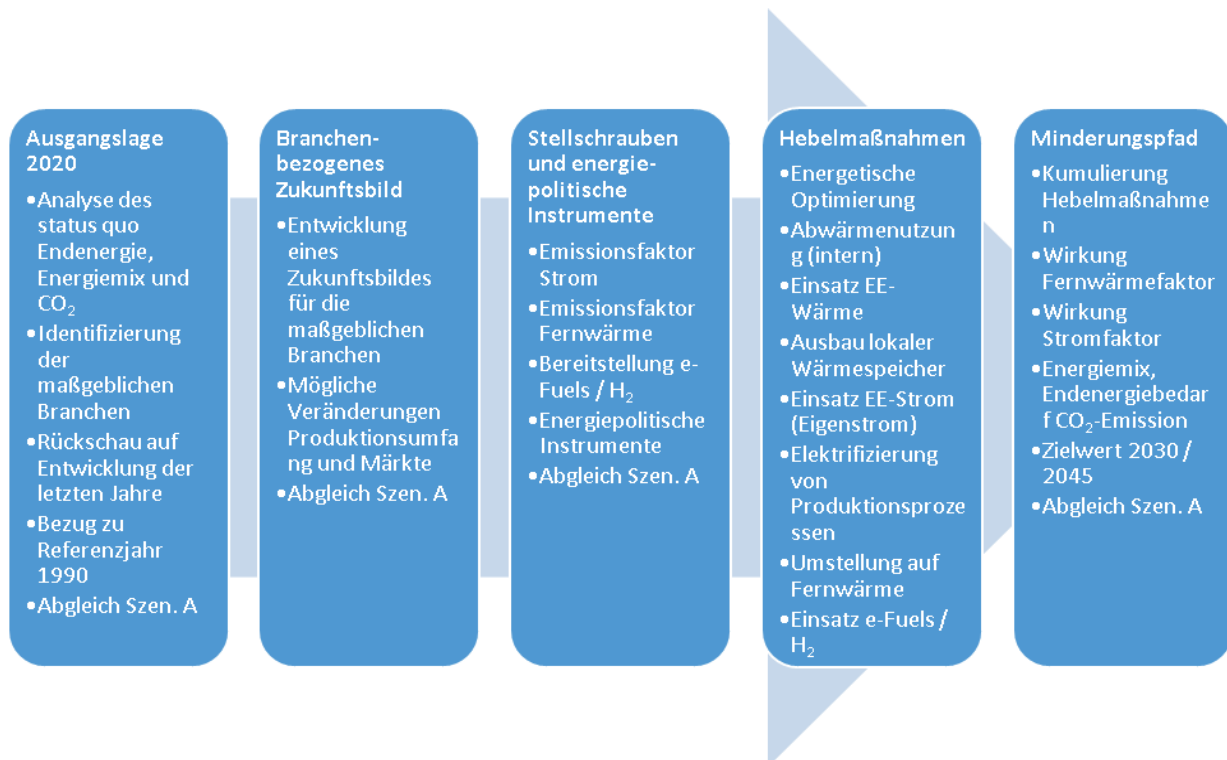 Ausgangslage
2020
•Analyse des
status quo
Endenergie,
Energiemix und
CO₂
•Identifizierung
der
maßgeblichen
Branchen
•Rückschau auf
Entwicklung der
letzten Jahre
•Bezug zu
Referenzjahr
1990
•Abgleich Szen. A
Branchen-
bezogenes
Zukunftsbild
•Entwicklung
eines
Zukunftsbildes
für die
maßgeblichen
Branchen
•Mögliche
Veränderungen
Produktionsumfa
ng und Märkte
•Abgleich Szen. A
Stellschrauben
und energie-
politische
Instrumente
•Emissionsfaktor
Strom
•Emissionsfaktor
Fernwärme
•Bereitstellung e-
Fuels / H₂
•Energiepolitische
Instrumente
•Abgleich Szen. A
Hebelmaßnahmen
•Energetische
Optimierung
•Abwärmenutzun
g (intern)
•Einsatz EE-
Wärme
•Ausbau lokaler
Wärmespeicher
•Einsatz EE-Strom
(Eigenstrom)
•Elektrifizierung
von
Produktionsproze
ssen
•Umstellung auf
Fernwärme
•Einsatz e-Fuels /
H₂
Minderungspfad
•Kumulierung
Hebelmaßnahme
n
•Wirkung
Fernwärmefaktor
•Wirkung
Stromfaktor
•Energiemix,
Endenergiebedar
f CO₂-Emission
•Zielwert 2030 /
2045
•Abgleich Szen. A